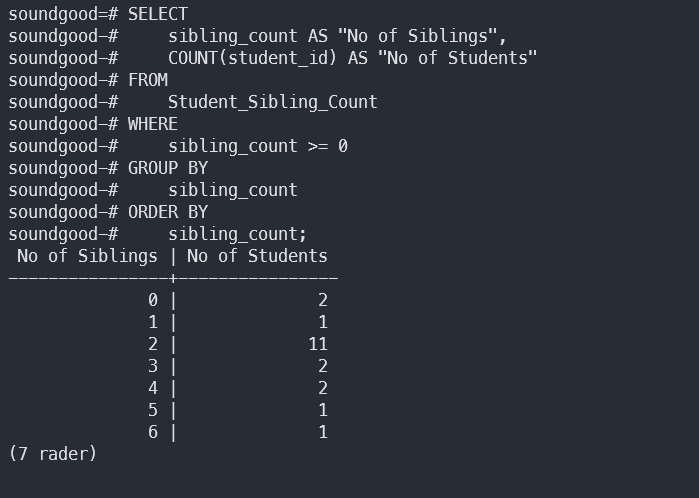 soundgood=# SELECT
soundgood-#     sibling_count AS "No of Siblings",
soundgood-#     COUNT(student_id) AS "No of Students"
soundgood-# FROM
soundgood-#     Student_Sibling_Count
soundgood-# WHERE
soundgood-#     sibling_count >= 0
soundgood-# GROUP BY
soundgood-#     sibling_count
soundgood-# ORDER BY
soundgood-#     sibling_count;
 No of Siblings | No of Students
----------------+----------------
              0 |              2
              1 |              1
              2 |             11
              3 |              2
              4 |              2
              5 |              1
              6 |              1
(7 rader)